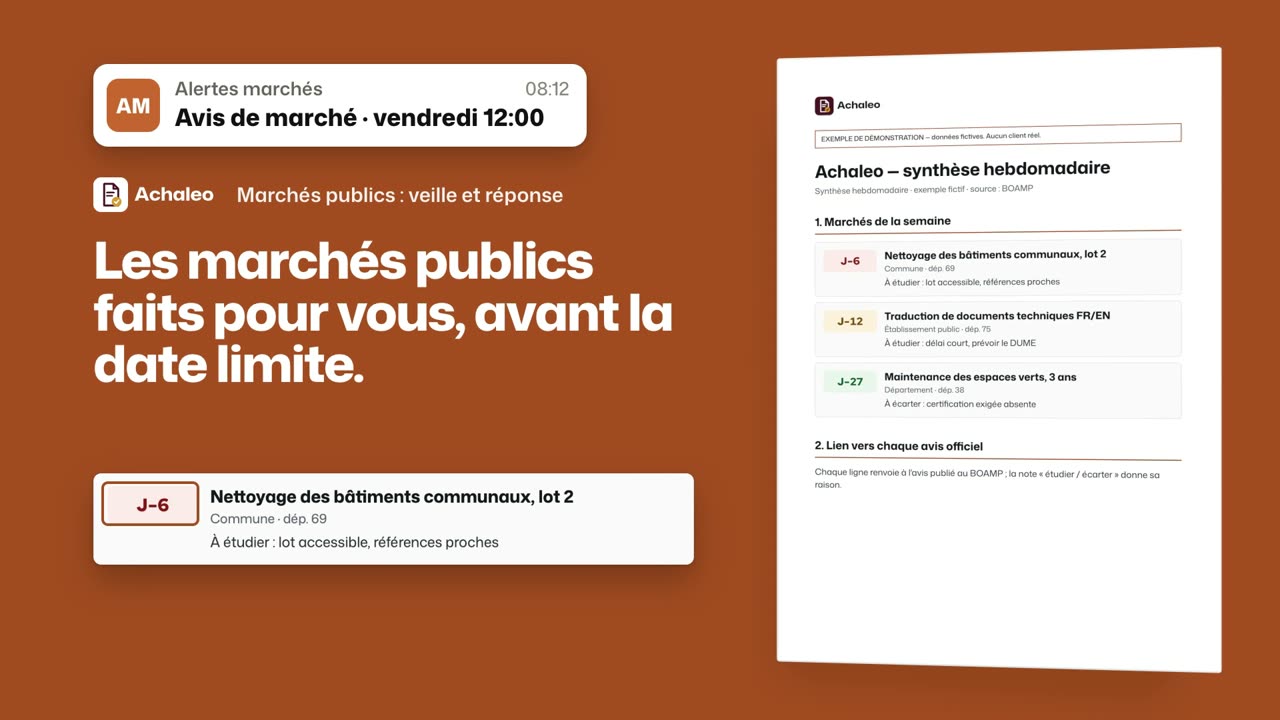 AM
Alertes marchés
08:12
Avis de marché · vendredi 12:00
Achaleo
Marchés publics : veille et réponse
Les marchés publics
faits pour vous, avant la
date limite.
J–6
Nettoyage des bâtiments communaux, lot 2
Commune · dép. 69
À étudier : lot accessible, références proches
Achaleo
EXEMPLE DE DÉMONSTRATION — données fictives. Aucun client réel.
Achaleo — synthèse hebdomadaire
Synthèse hebdomadaire · exemple fictif · source : BOAMP
1. Marchés de la semaine
J–6
Nettoyage des bâtiments communaux, lot 2
Commune · dép. 69
À étudier : lot accessible, références proches
J–12
Traduction de documents techniques FR/EN
Établissement public · dép. 75
À étudier : délai court, prévoir le DUME
J–27
Maintenance des espaces verts, 3 ans
Département · dép. 38
À écarter : certification exigée absente
2. Lien vers chaque avis officiel
Chaque ligne renvoie à l'avis publié au BOAMP ; la note « étudier / écarter » donne sa
raison.